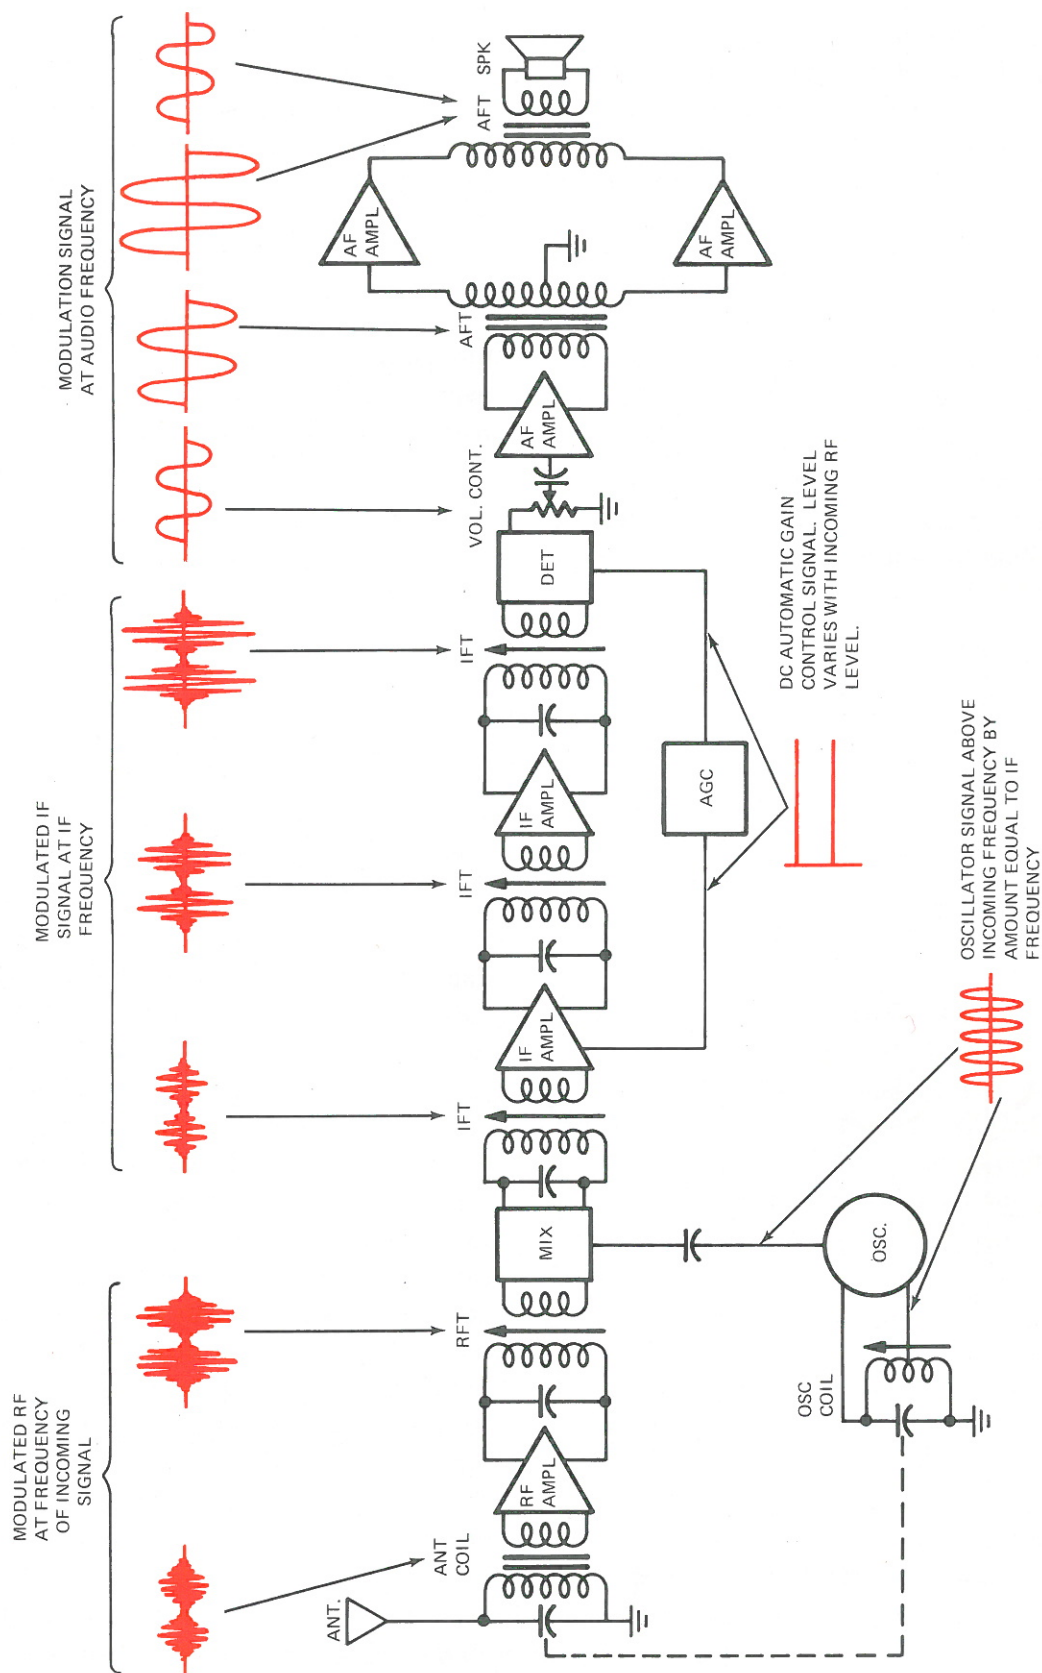 MODULATED RF
AT FREQUENCY
OF INCOMING
SIGNAL
MODULATED IF
SIGNAL AT IF
FREQUENCY
MODULATION SIGNAL
AT AUDIO FREQUENCY
ANT.
ANT
COIL
RF
AMPL
RFT
MIX
IFT
IF
AMPL
IFT
IF
AMPL
IFT
DET
VOL. CONT.
AF
AMPL
AFT
AF
AMPL
AF
AMPL
AFT
SPK
AGC
DC AUTOMATIC GAIN
CONTROL SIGNAL. LEVEL
VARIES WITH INCOMING RF
LEVEL.
OSC
COIL
OSC.
OSCILLATOR SIGNAL ABOVE
INCOMING FREQUENCY BY
AMOUNT EQUAL TO IF
FREQUENCY